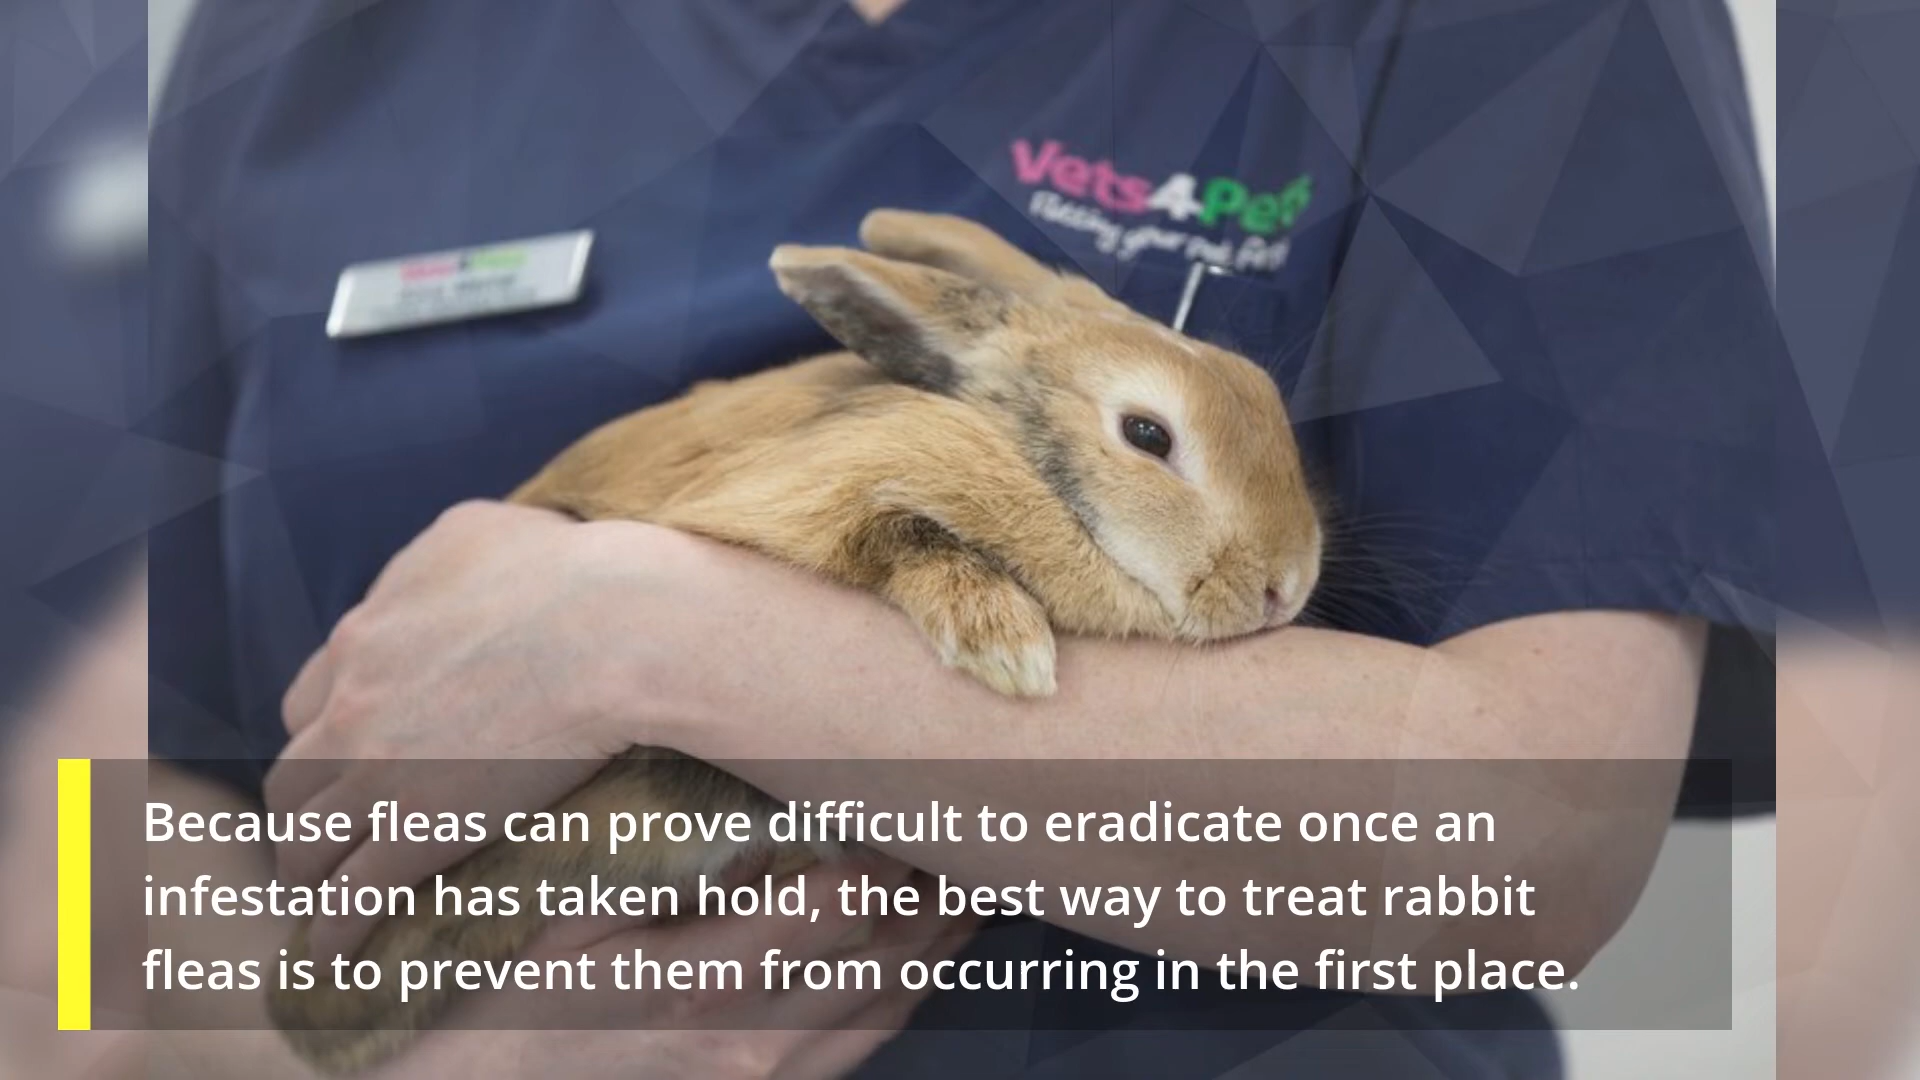 Vets4Pets
Because fleas can prove difficult to eradicate once an
infestation has taken hold, the best way to treat rabbit
fleas is to prevent them from occurring in the first place.